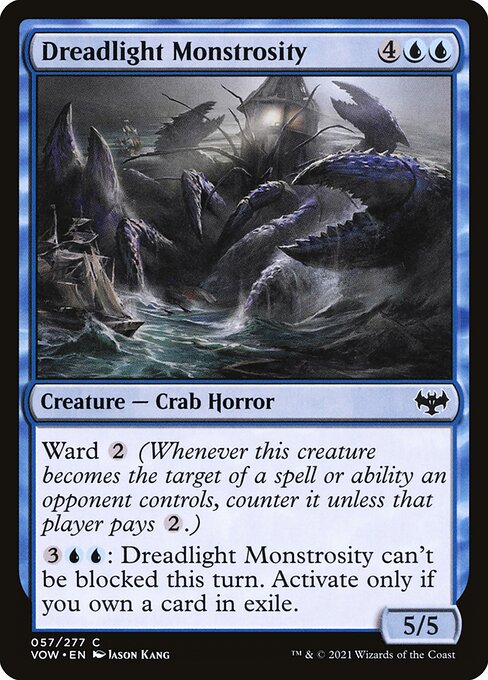 Dreadlight Monstrosity 4
Creature — Crab Horror
Ward 2 (Whenever this creature
becomes the target of a spell or ability an
opponent controls, counter it unless that
player pays 2.)
3: Dreadlight Monstrosity can't
be blocked this turn. Activate only if
you own a card in exile.
5/5
057/277 C
VOW • EN Jason Kang
™ & © 2021 Wizards of the Coast